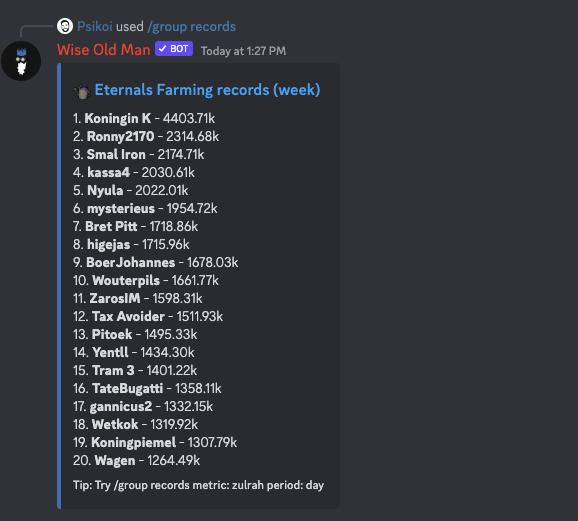 Psikoi used /group records
Wise Old Man ✓ BOT Today at 1:27 PM
Eternals Farming records (week)
1. Koningin K - 4403.71k
2. Ronny2170 - 2314.68k
3. Smal Iron - 2174.71k
4. kassa4 - 2030.61k
5. Nyula - 2022.01k
6. mysterieus - 1954.72k
7. Bret Pitt - 1718.86k
8. higejas - 1715.96k
9. BoerJohannes - 1678.03k
10. Wouterpils - 1661.77k
11. ZarosIM - 1598.31k
12. Tax Avoider - 1511.93k
13. Pitoek - 1495.33k
14. Yentll - 1434.30k
15. Tram 3 - 1401.22k
16. TateBugatti - 1358.11k
17. gannicus2 - 1332.15k
18. Wetkok - 1319.92k
19. Koningpiemel - 1307.79k
20. Wagen - 1264.49k
Tip: Try /group records metric: zulrah period: day